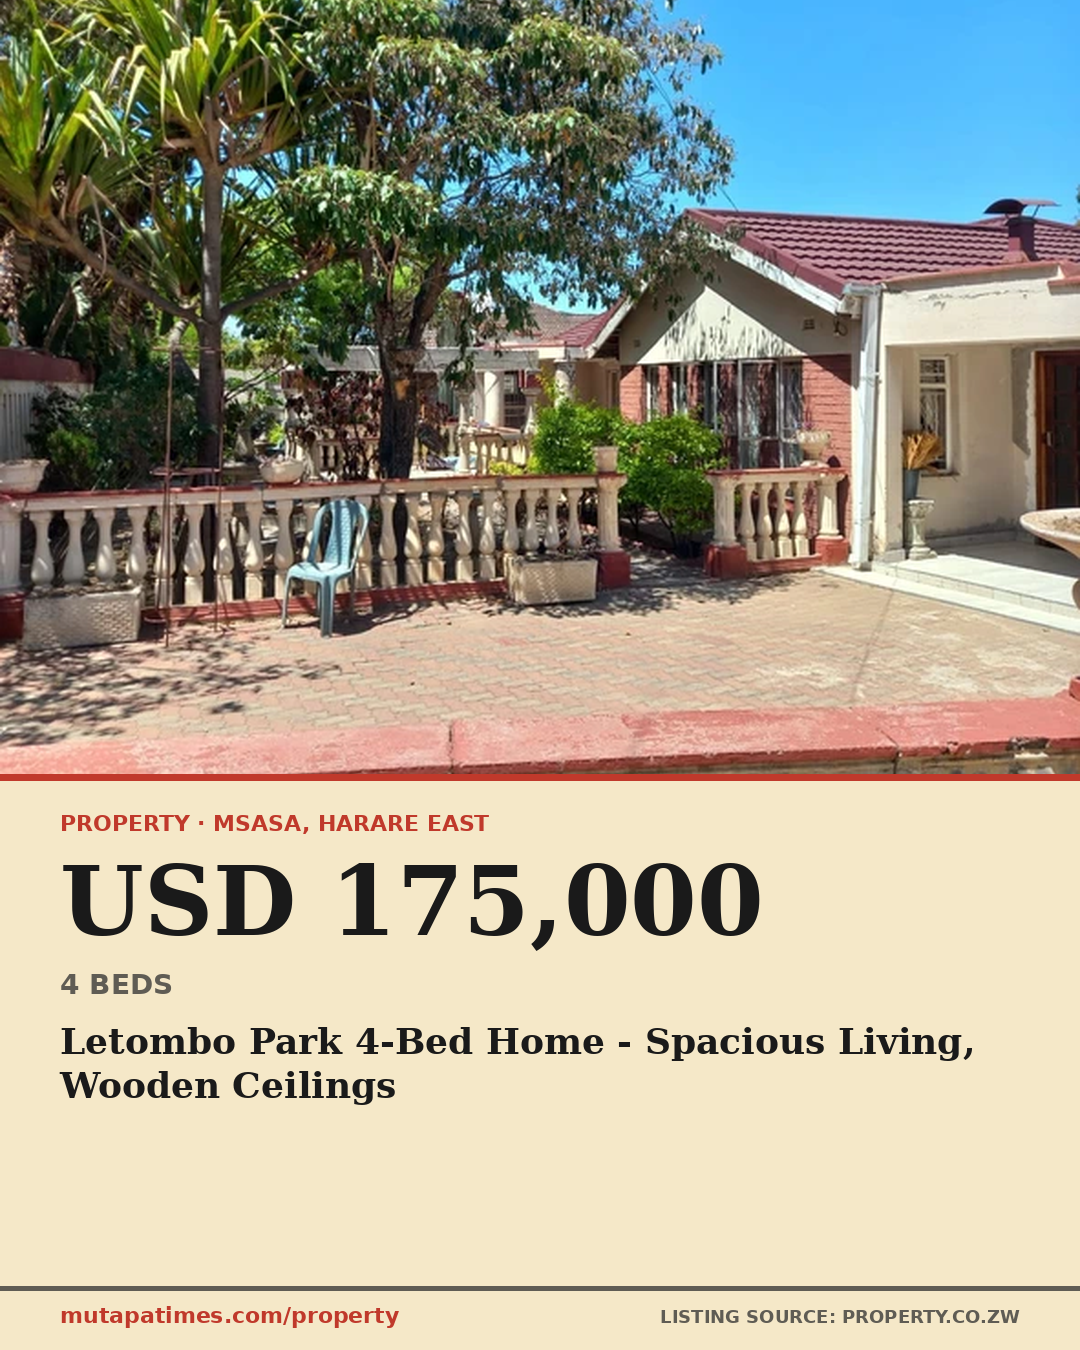 PROPERTY · MSASA, HARARE EAST
USD 175,000
4 BEDS
Letombo Park 4-Bed Home - Spacious Living,
Wooden Ceilings
mutapatimes.com/property
LISTING SOURCE: PROPERTY.CO.ZW